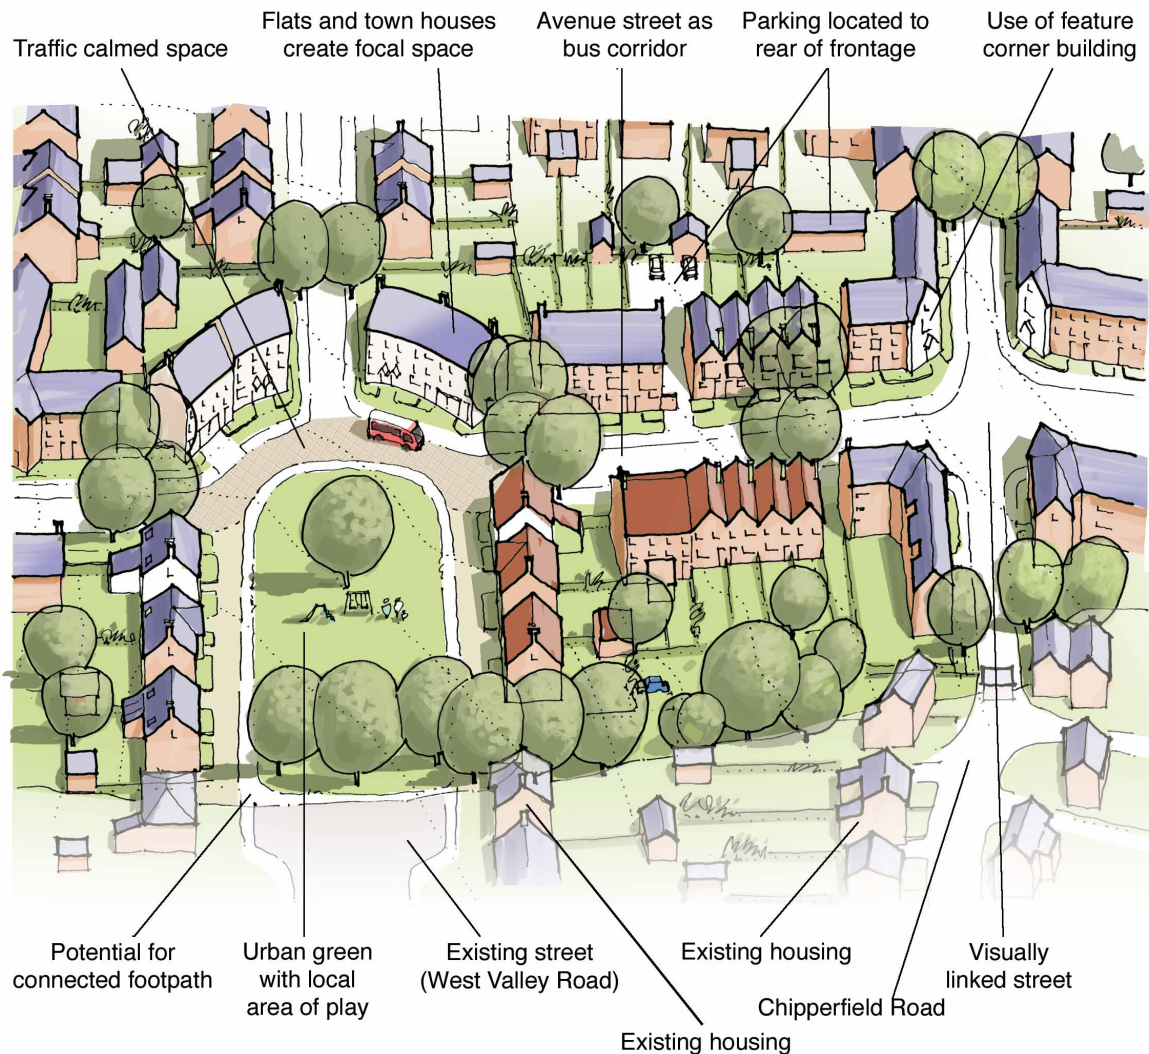 Traffic calmed space
Flats and town houses
create focal space
Avenue street as
bus corridor
Parking located to
rear of frontage
Use of feature
corner building
Potential for
connected footpath
Urban green
with local
area of play
Existing street
(West Valley Road)
Existing housing
Existing housing
Chipperfield Road
Visually
linked street